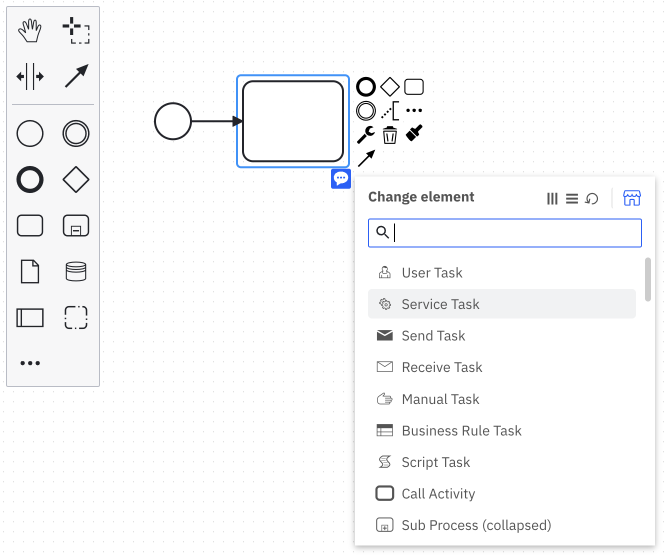 Change element
User Task
Service Task
Send Task
Receive Task
Manual Task
Business Rule Task
Script Task
Call Activity
Sub Process (collapsed)